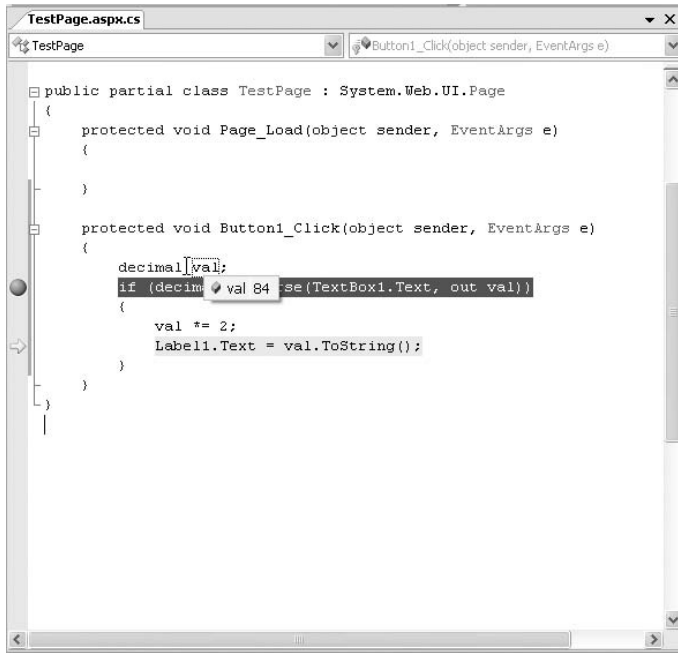 TestPage.aspx.cs
TestPage
Button1_Click(object sender, EventArgs e)
public partial class TestPage : System.Web.UI.Page
{
protected void Page_Load(object sender, EventArgs e)
{
}
protected void Button1_Click(object sender, EventArgs e)
{
decimal val;
if (decim se(TextBox1.Text, out val))
val 84
{
val *= 2;
Label1.Text = val.ToString();
}
}
}